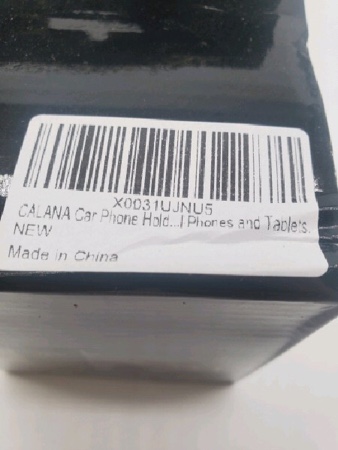 X0031UJNU5
CALANA Car Phone Hold...l Phones and Tablets.
NEW
Made in China